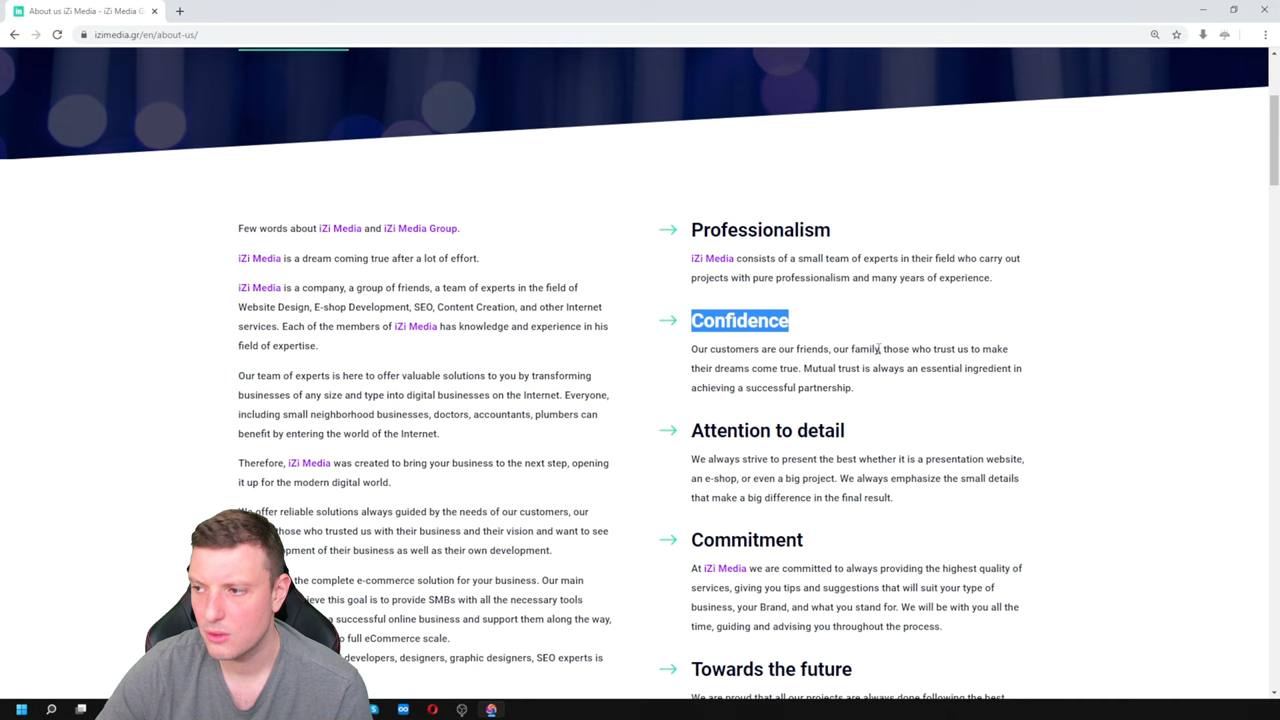 About us iZi Media - iZi Media G
izimedia.gr/en/about-us/
Few words about iZi Media and iZi Media Group.
iZi Media is a dream coming true after a lot of effort.
iZi Media is a company, a group of friends, a team of experts in the field of
Website Design, E-shop Development, SEO, Content Creation, and other Internet
services. Each of the members of iZi Media has knowledge and experience in his
field of expertise.
Our team of experts is here to offer valuable solutions to you by transforming
businesses of any size and type into digital businesses on the Internet. Everyone,
including small neighborhood businesses, doctors, accountants, plumbers can
benefit by entering the world of the Internet.
Therefore, iZi Media was created to bring your business to the next step, opening
it up for the modern digital world.
We offer reliable solutions always guided by the needs of our customers, our
those who trusted us with their business and their vision and want to see
opment of their business as well as their own development.
the complete e-commerce solution for your business. Our main
ieve this goal is to provide SMBs with all the necessary tools
a successful online business and support them along the way,
to full eCommerce scale.
developers, designers, graphic designers, SEO experts is
Professionalism
iZi Media consists of a small team of experts in their field who carry out
projects with pure professionalism and many years of experience.
Confidence
Our customers are our friends, our family, those who trust us to make
their dreams come true. Mutual trust is always an essential ingredient in
achieving a successful partnership.
Attention to detail
We always strive to present the best whether it is a presentation website,
an e-shop, or even a big project. We always emphasize the small details
that make a big difference in the final result.
Commitment
At iZi Media we are committed to always providing the highest quality of
services, giving you tips and suggestions that will suit your type of
business, your Brand, and what you stand for. We will be with you all the
time, guiding and advising you throughout the process.
Towards the future
We are proud that all our projects are always done following the best